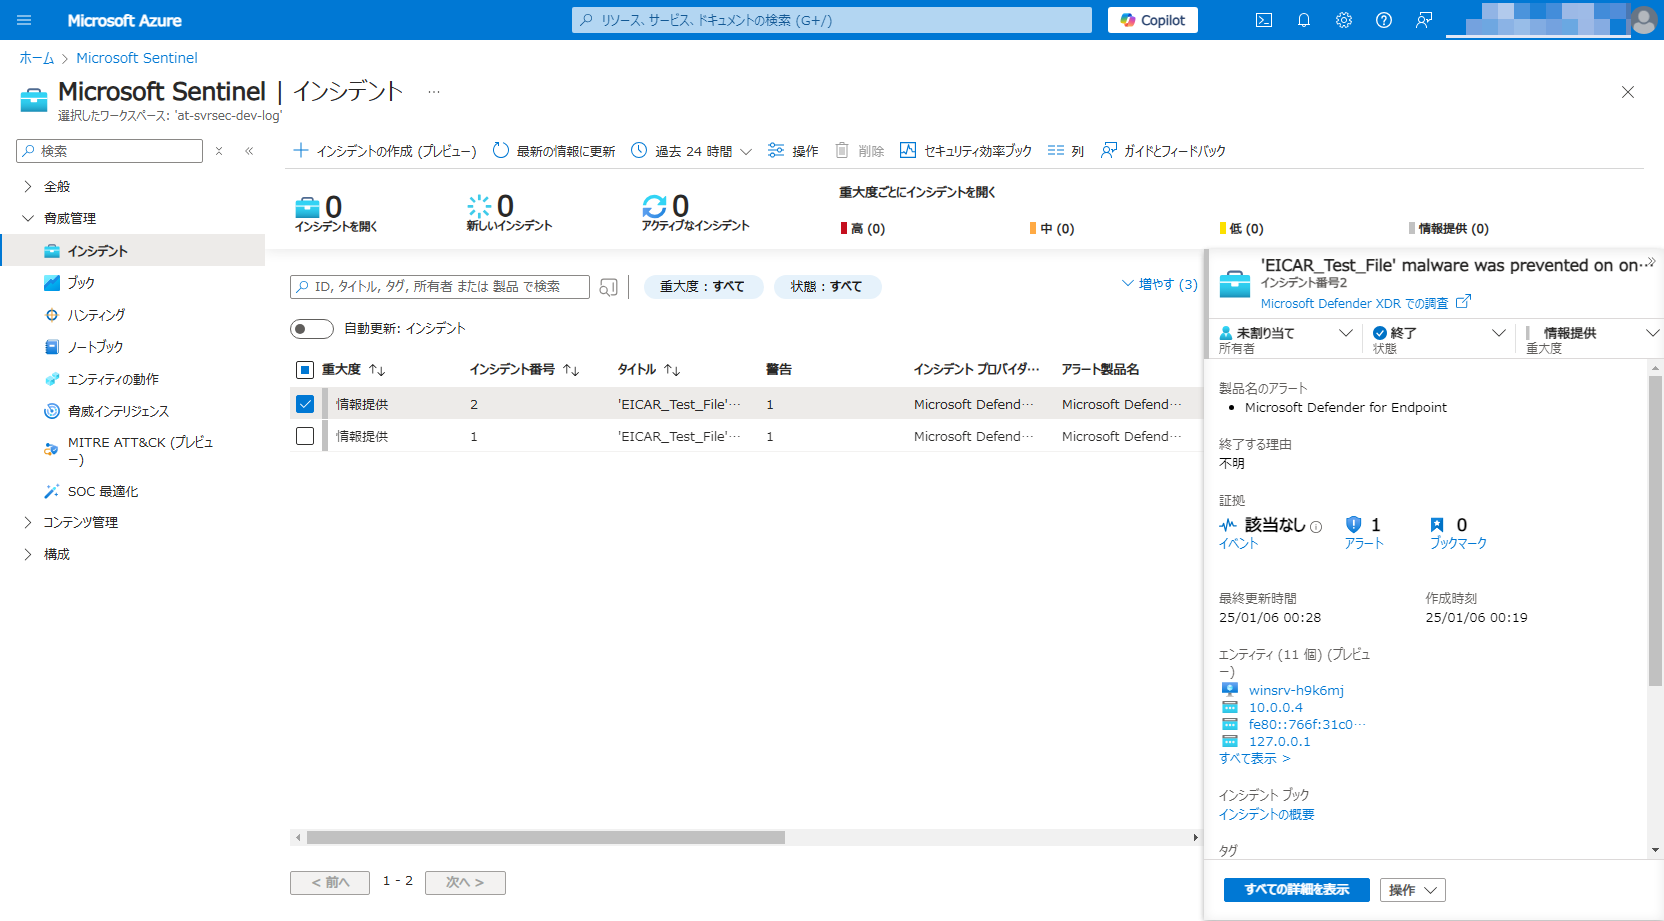 Microsoft Azure
リソース、サービス、ドキュメントの検索 (G+/)
Copilot
ホーム > Microsoft Sentinel
Microsoft Sentinel | インシデント …
選択したワークスペース: 'at-svrsec-dev-log'
検索
全般
脅威管理
インシデント
ブック
ハンティング
ノートブック
エンティティの動作
脅威インテリジェンス
MITRE ATT&CK (プレビュ
ー)
SOC 最適化
コンテンツ管理
構成
インシデントの作成 (プレビュー) 最新の情報に更新 過去 24 時間 操作 削除 セキュリティ効率ブック 列 ガイドとフィードバック
0
インシデントを開く
0
新しいインシデント
0
アクティブなインシデント
重大度ごとにインシデントを開く
高 (0) 中 (0) 低 (0) 情報提供 (0)
ID, タイトル, タグ, 所有者 または 製品 で検索
重大度 : すべて
状態 : すべて
増やす (3)
自動更新: インシデント
重大度 ↑↓ インシデント番号 ↑↓ タイトル ↑↓ 警告 インシデント プロバイダ… アラート製品名
情報提供 2 'EICAR_Test_File'… 1 Microsoft Defend… Microsoft Defend…
情報提供 1 'EICAR_Test_File'… 1 Microsoft Defend… Microsoft Defend…
< 前へ 1 - 2 次へ >
'EICAR_Test_File' malware was prevented on on…
インシデント番号2
Microsoft Defender XDR での調査
未割り当て
所有者
終了
状態
情報提供
重大度
製品名のアラート
• Microsoft Defender for Endpoint
終了する理由
不明
証拠
該当なし
イベント
1
アラート
0
ブックマーク
最終更新時間
25/01/06 00:28
作成時刻
25/01/06 00:19
エンティティ (11 個) (プレビュ
ー)
winsrv-h9k6mj
10.0.0.4
fe80::766f:31c0…
127.0.0.1
すべて表示 >
インシデント ブック
インシデントの概要
タグ
すべての詳細を表示
操作